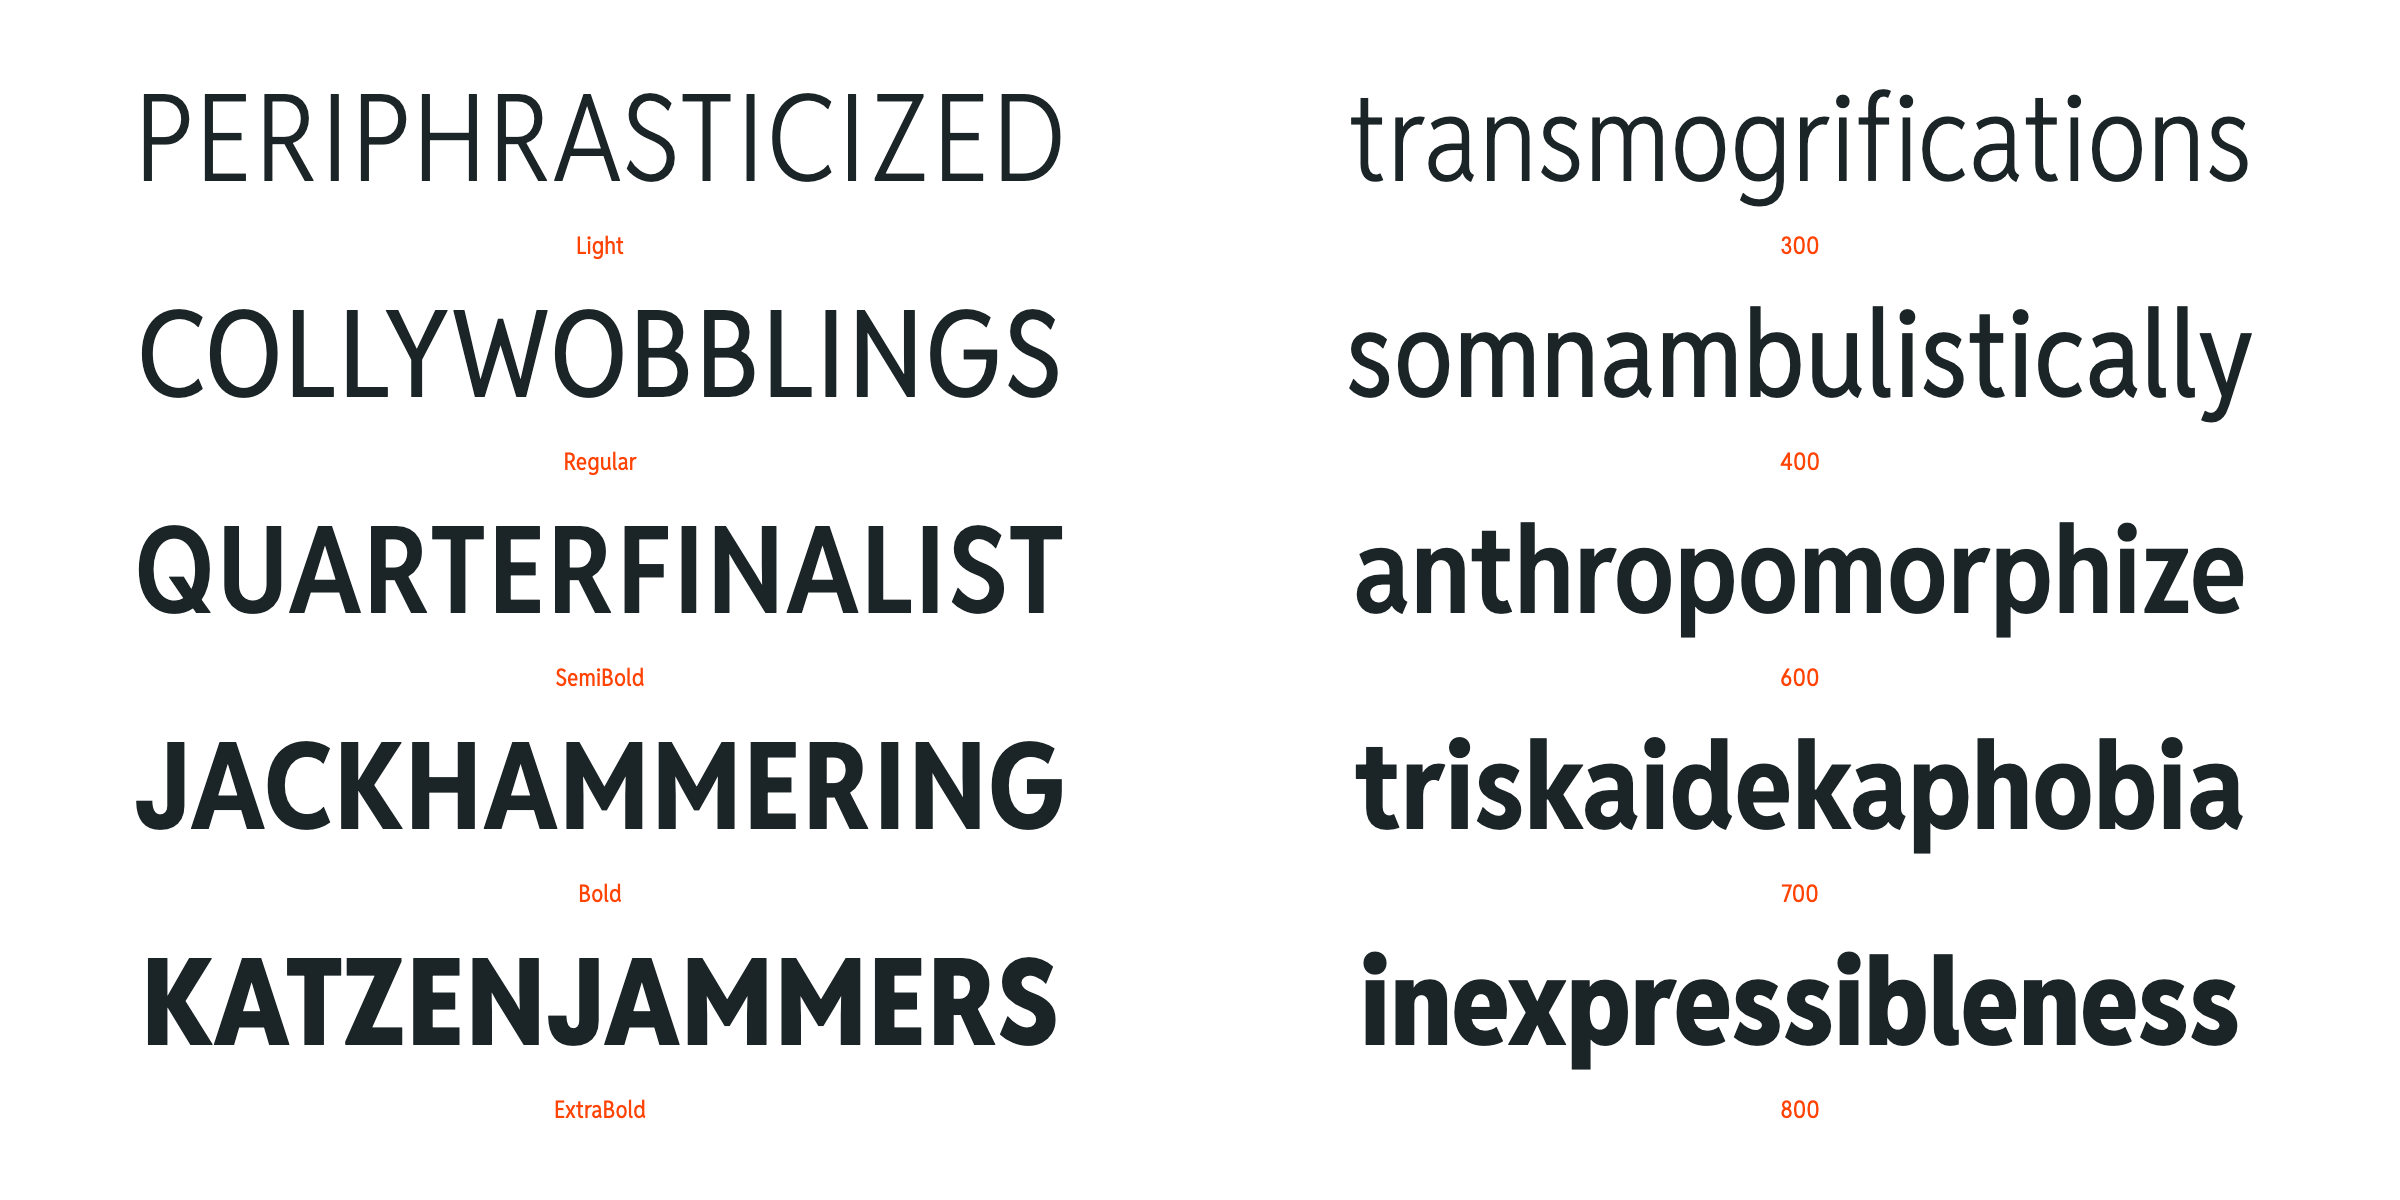 PERIPHRASTICIZED
transmogrifications
Light
300
COLLYWOBBLINGS
somnambulistically
Regular
400
QUARTERFINALIST
anthropomorphize
SemiBold
600
JACKHAMMERING
triskaidekaphobia
Bold
700
KATZENJAMMERS
inexpressibleness
ExtraBold
800